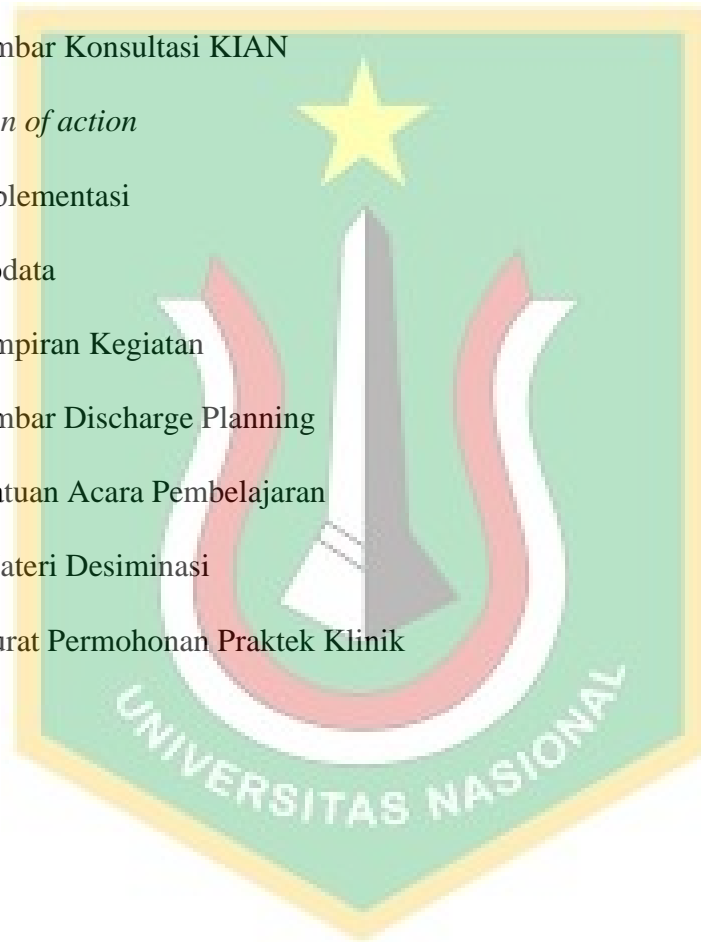 mbar Konsultasi KIAN
n of action
plementasi
odata
mpiran Kegiatan
mbar Discharge Planning
atuan Acara Pembelajaran
ateri Desiminasi
urat Permohonan Praktek Klinik
UNIVERSITAS NASIONAL